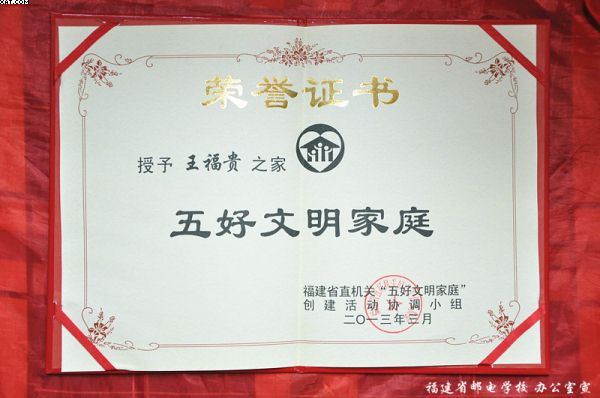 荣誉证书
授予 王福贵 之家
五好文明家庭
福建省直机关“五好文明家庭”
创建活动协调小组
二〇一三年三月
福建省邮电学校 办公室宣